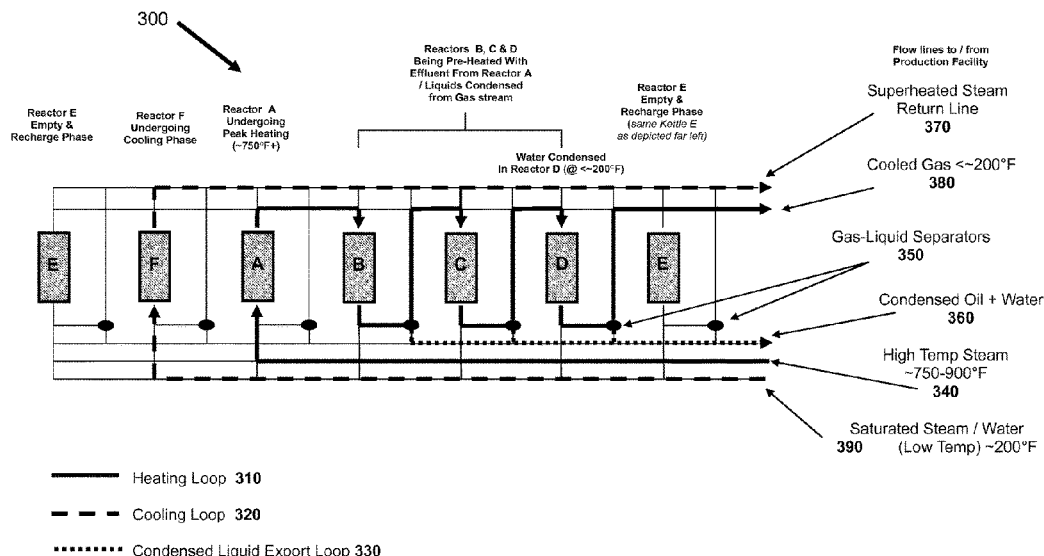 300
Reactor E
Empty &
Recharge Phase
Reactor F
Undergoing
Cooling Phase
Reactor A
Undergoing
Peak Heating
(~750°F+)
Reactors B, C & D
Being Pre-Heated With
Effluent From Reactor A
/ Liquids Condensed
from Gas stream
Water Condensed
In Reactor D (@ <~200°F)
Reactor E
Empty &
Recharge Phase
(same Kettle E
as depicted far left)
Flow lines to / from
Production Facility
Superheated Steam
Return Line
370
Cooled Gas <~200°F
380
Gas-Liquid Separators
350
Condensed Oil + Water
360
High Temp Steam
~750-900°F
340
Saturated Steam / Water
390 (Low Temp) ~200°F
E
F
A
B
C
D
E
Heating Loop 310
Cooling Loop 320
Condensed Liquid Export Loop 330